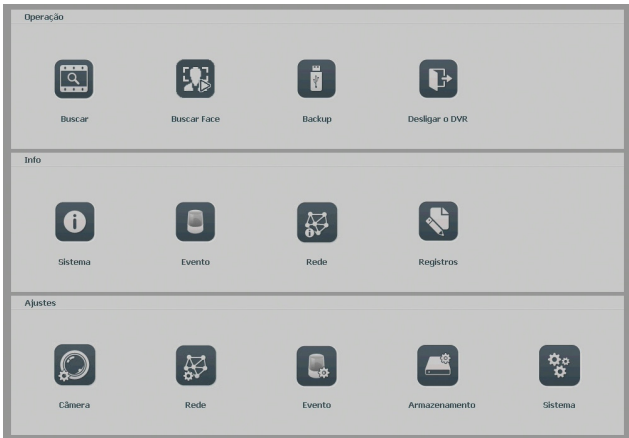 Operação
Buscar
Buscar Face
Backup
Desligar o DVR
Info
Sistema
Evento
Rede
Registros
Ajustes
Câmera
Rede
Evento
Armazenamento
Sistema